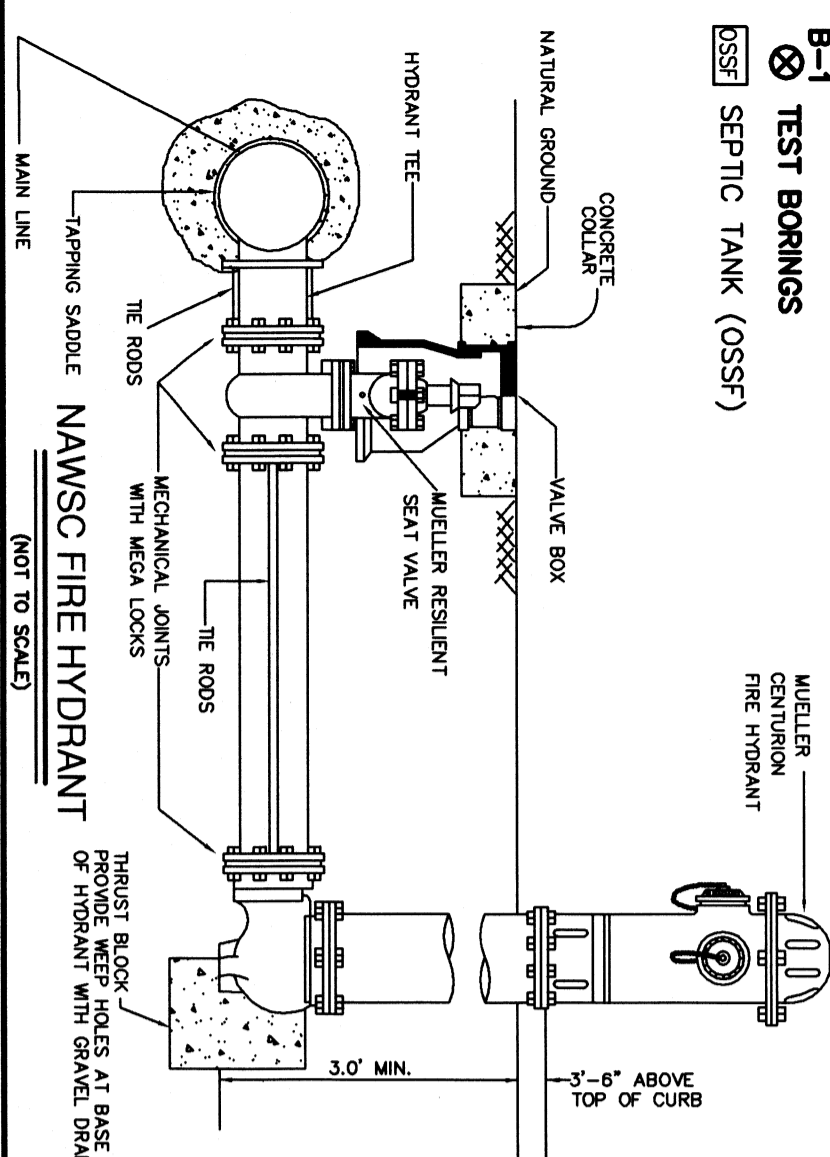 B-1
TEST BORINGS
OSSF
SEPTIC TANK (OSSF)
NATURAL GROUND
CONCRETE
COLLAR
HYDRANT TEE
VALVE BOX
MUELLER
CENTURION
FIRE HYDRANT
MAIN LINE
TAPPING SADDLE
TIE RODS
MUELLER RESILIENT
SEAT VALVE
MECHANICAL JOINTS
WITH MEGA LOCKS
TIE RODS
3.0' MIN.
3'-6" ABOVE
TOP OF CURB
THRUST BLOCK
PROVIDE WEEP HOLES AT BASE
OF HYDRANT WITH GRAVEL
NAWSC FIRE HYDRANT
(NOT TO SCALE)